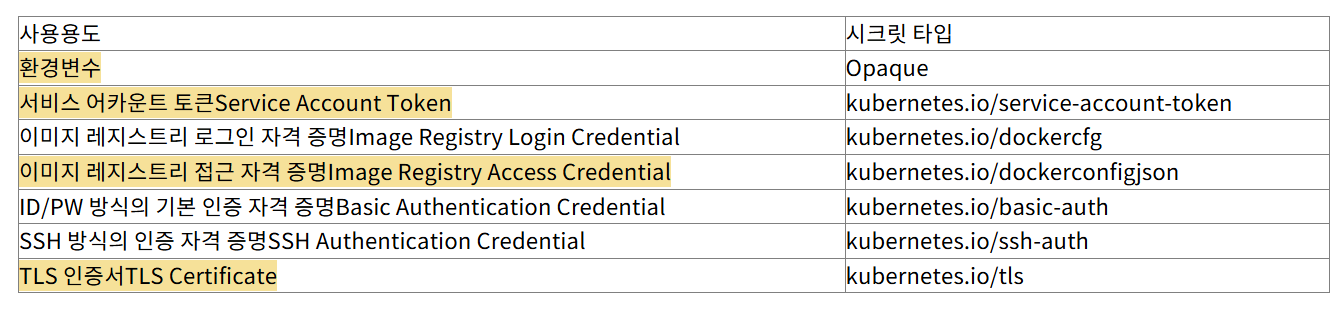 사용용도 시크릿 타입
환경변수 Opaque
서비스 어카운트 토큰Service Account Token kubernetes.io/service-account-token
이미지 레지스트리 로그인 자격 증명Image Registry Login Credential kubernetes.io/dockercfg
이미지 레지스트리 접근 자격 증명Image Registry Access Credential kubernetes.io/dockerconfigjson
ID/PW 방식의 기본 인증 자격 증명Basic Authentication Credential kubernetes.io/basic-auth
SSH 방식의 인증 자격 증명SSH Authentication Credential kubernetes.io/ssh-auth
TLS 인증서TLS Certificate kubernetes.io/tls